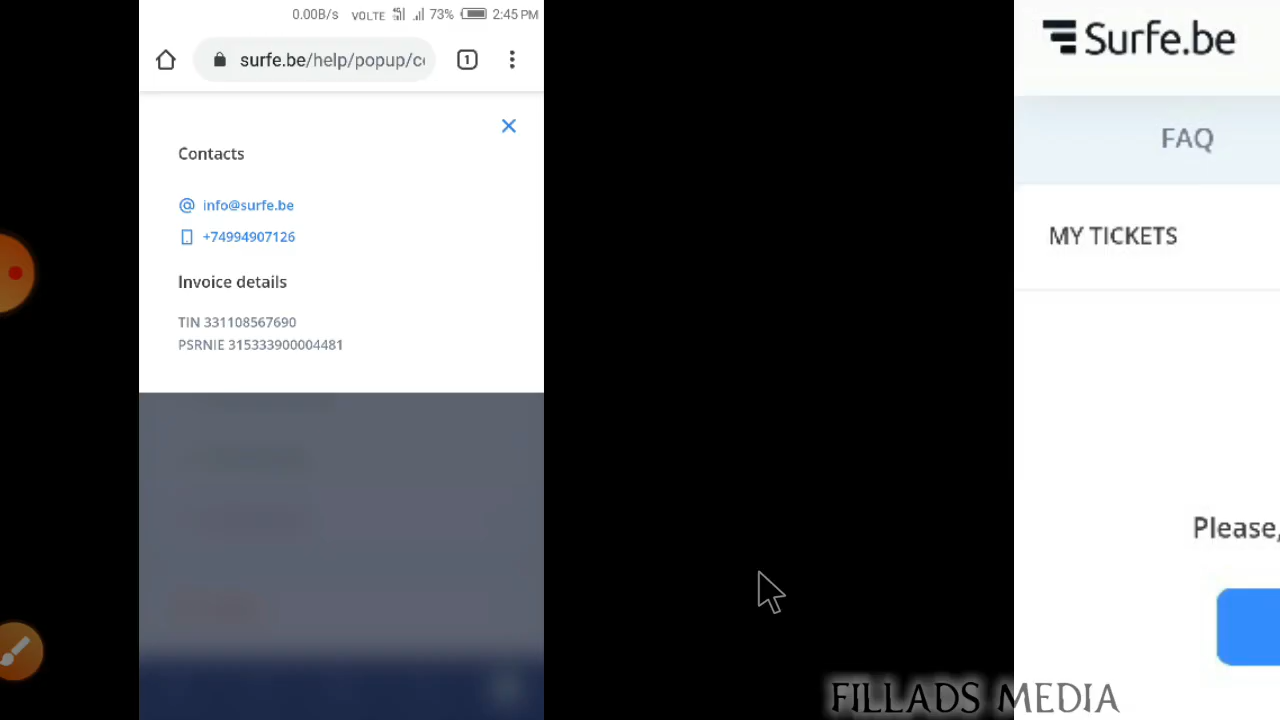 0.00B/s VOLTE 73% 2:45 PM
surfe.be/help/popup/c
1
Contacts
info@surfe.be
+74994907126
Invoice details
TIN 331108567690
PSRNIE 315333900004481
Surfe.be
FAQ
MY TICKETS
Please,
FILLADS MEDIA